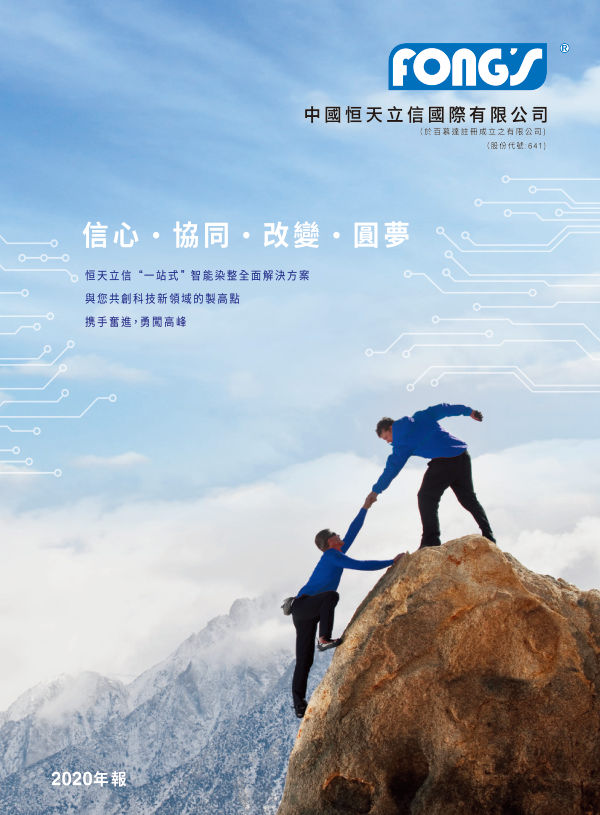 FONG'S ®
中國恒天立信國際有限公司
(於百慕達註冊成立之有限公司)
(股份代號:641)
信心・協同・改變・圓夢
恒天立信“一站式”智能染整全面解決方案
與您共創科技新領域的製高點
携手奮進，勇闖高峰
2020年報